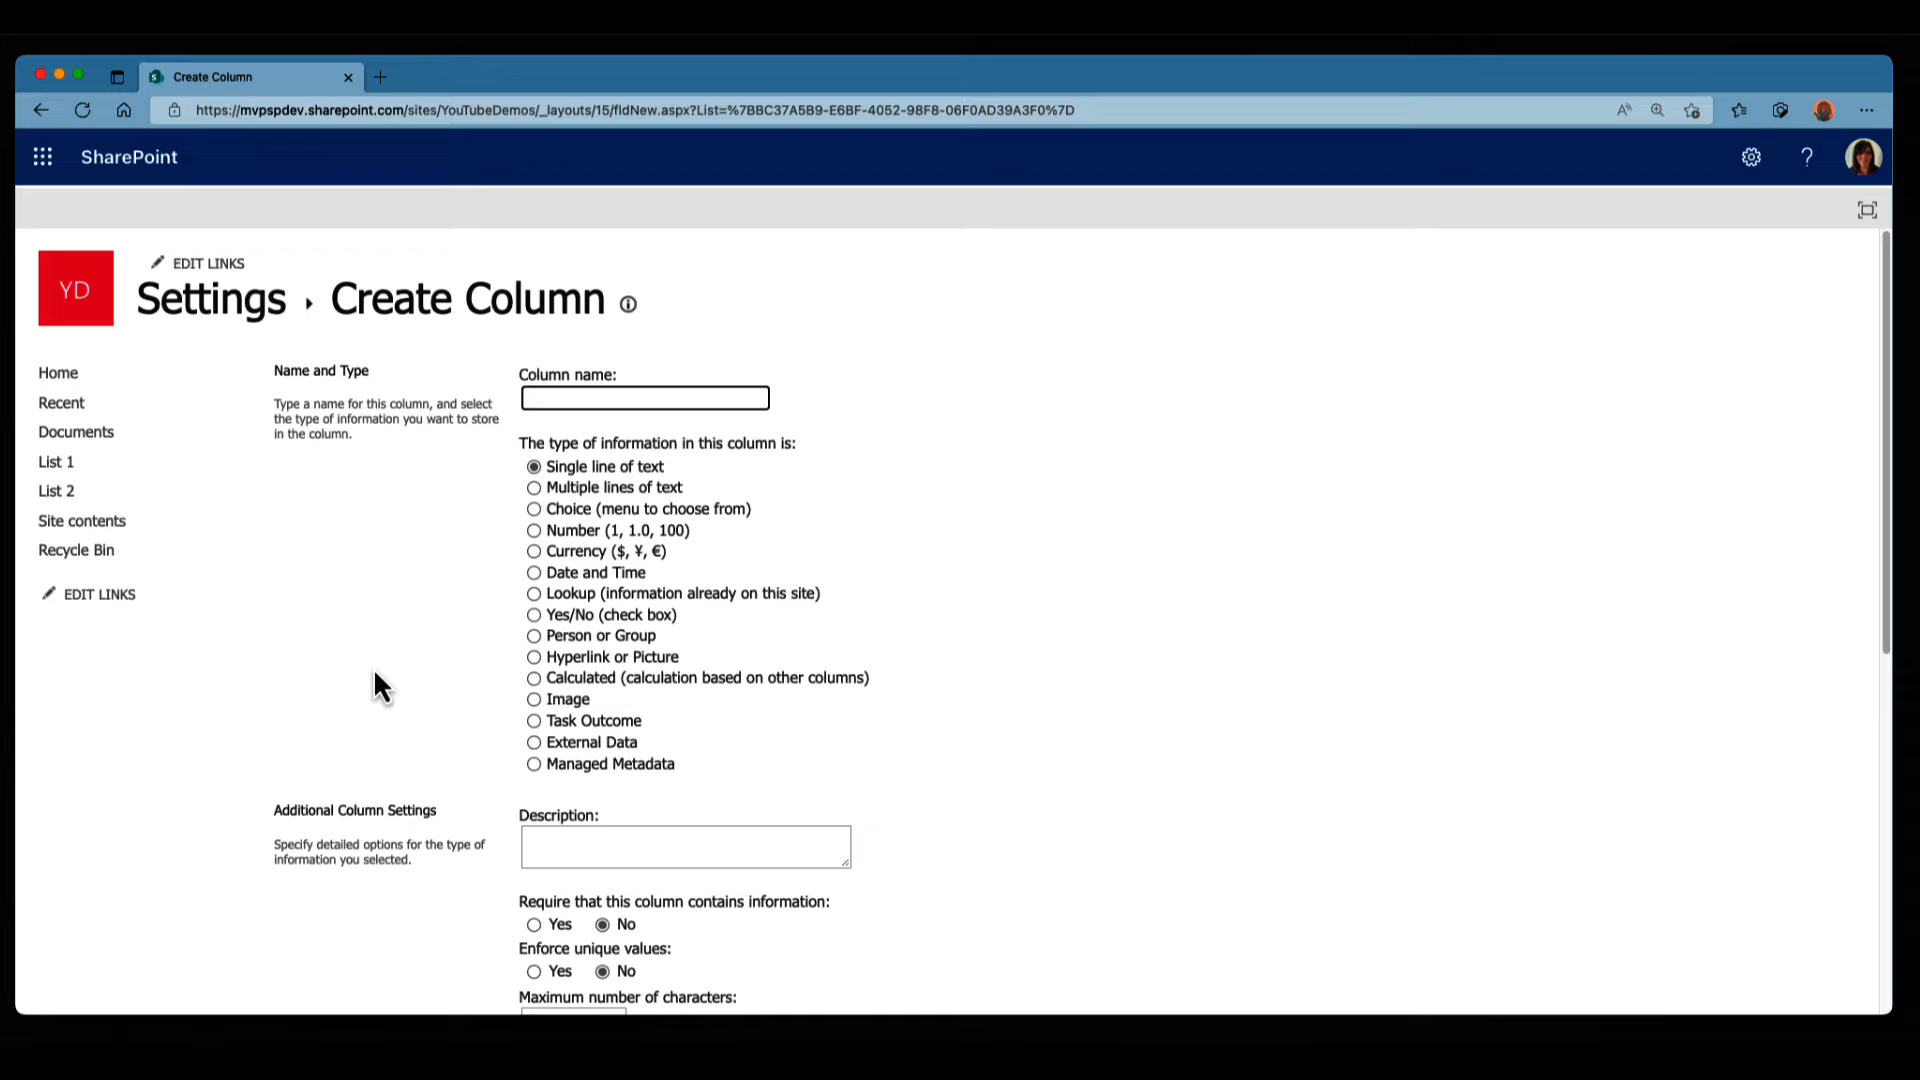 Create Column
https://mvpspdev.sharepoint.com/sites/YouTubeDemos/_layouts/15/fldNew.aspx?List=%7BBC37A5B9-E6BF-4052-98F8-06F0AD39A3F0%7D
SharePoint
?
YD
EDIT LINKS
Settings ▸ Create Column
Home
Recent
Documents
List 1
List 2
Site contents
Recycle Bin
EDIT LINKS
Name and Type
Type a name for this column, and select
the type of information you want to store
in the column.
Column name:
The type of information in this column is:
Single line of text
Multiple lines of text
Choice (menu to choose from)
Number (1, 1.0, 100)
Currency ($, ¥, €)
Date and Time
Lookup (information already on this site)
Yes/No (check box)
Person or Group
Hyperlink or Picture
Calculated (calculation based on other columns)
Image
Task Outcome
External Data
Managed Metadata
Additional Column Settings
Specify detailed options for the type of
information you selected.
Description:
Require that this column contains information:
Yes No
Enforce unique values:
Yes No
Maximum number of characters: